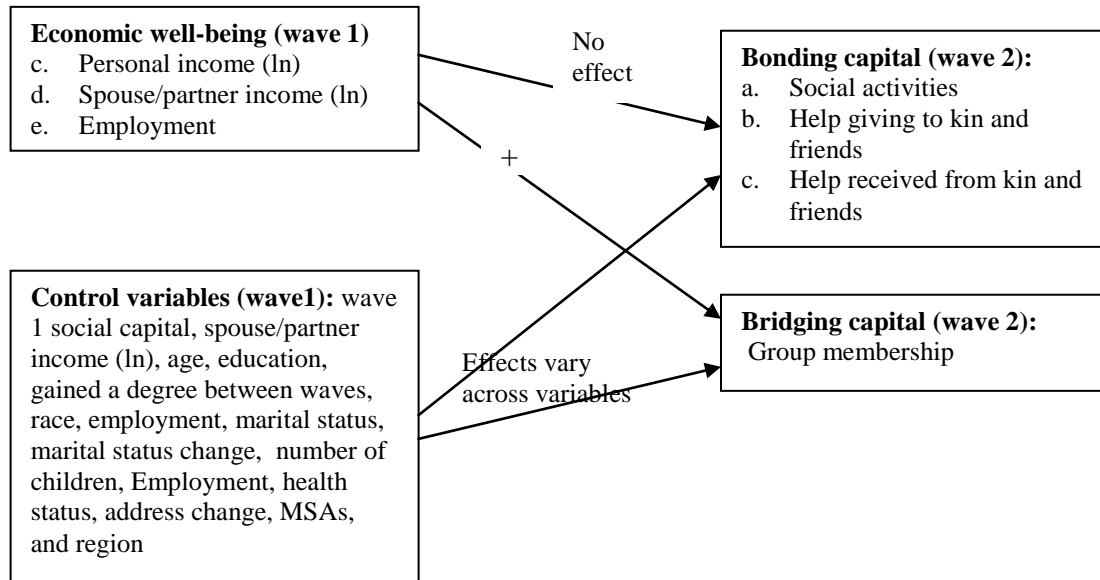 Economic well-being (wave 1)
c. Personal income (ln)
d. Spouse/partner income (ln)
e. Employment
No
effect
+
Bonding capital (wave 2):
a. Social activities
b. Help giving to kin and
friends
c. Help received from kin and
friends
Control variables (wave1): wave
1 social capital, spouse/partner
income (ln), age, education,
gained a degree between waves,
race, employment, marital status,
marital status change, number of
children, Employment, health
status, address change, MSAs,
and region
Effects vary
across variables
Bridging capital (wave 2):
Group membership